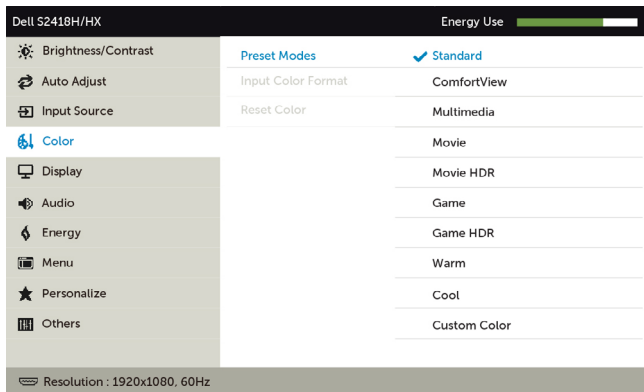 Dell S2418H/HX
Energy Use
Brightness/Contrast
Auto Adjust
Input Source
Color
Display
Audio
Energy
Menu
Personalize
Others
Preset Modes
Input Color Format
Reset Color
Standard
ComfortView
Multimedia
Movie
Movie HDR
Game
Game HDR
Warm
Cool
Custom Color
Resolution : 1920x1080, 60Hz